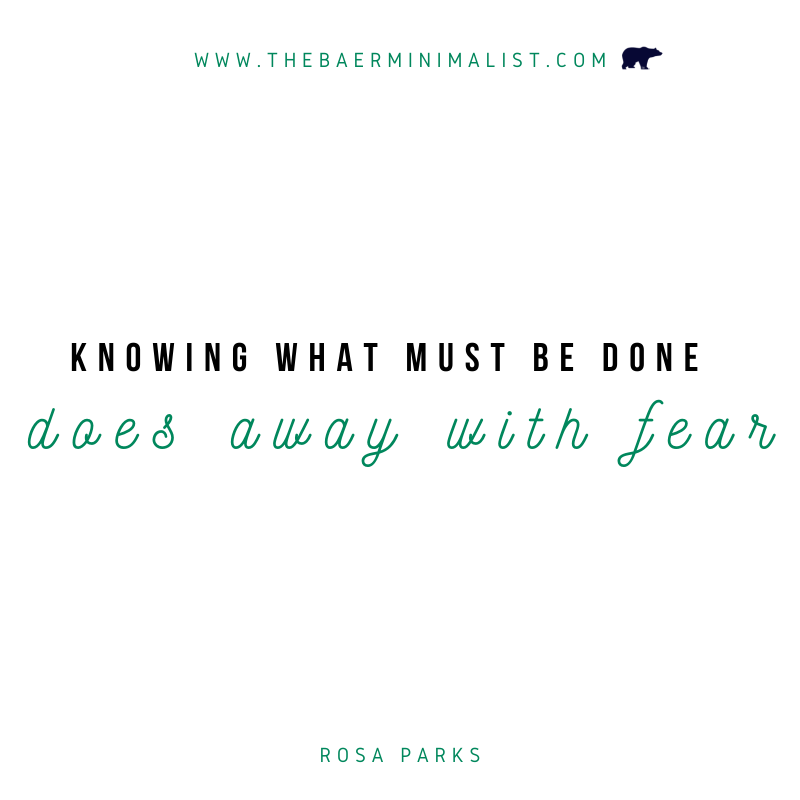 WWW.THEBAERMINIMALIST.COM
KNOWING WHAT MUST BE DONE
does away with fear
ROSA PARKS